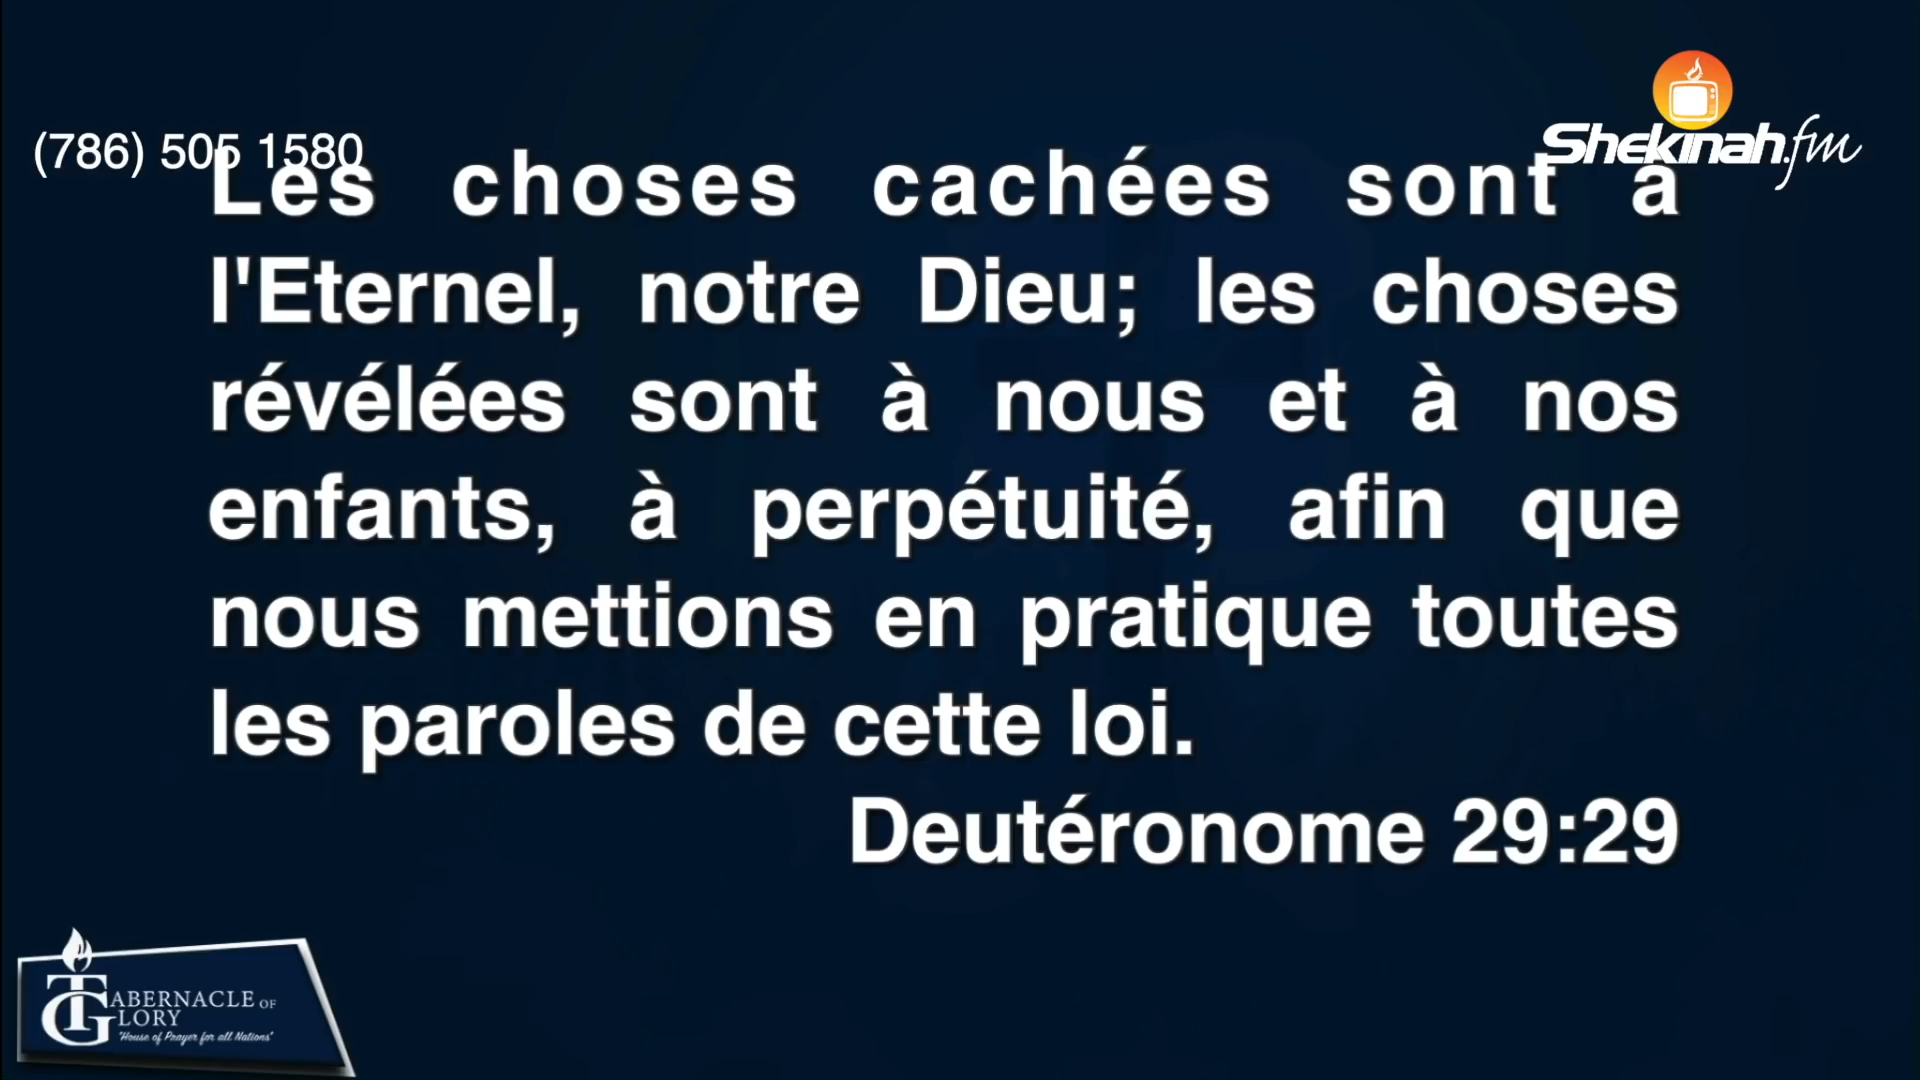 (786) 505 1580
Shekinah.fm
Les choses cachées sont à
l'Eternel, notre Dieu; les choses
révélées sont à nous et à nos
enfants, à perpétuité, afin que
nous mettions en pratique toutes
les paroles de cette loi.
Deutéronome 29:29
TABERNACLE OF
GLORY
"House of Prayer for all Nations"